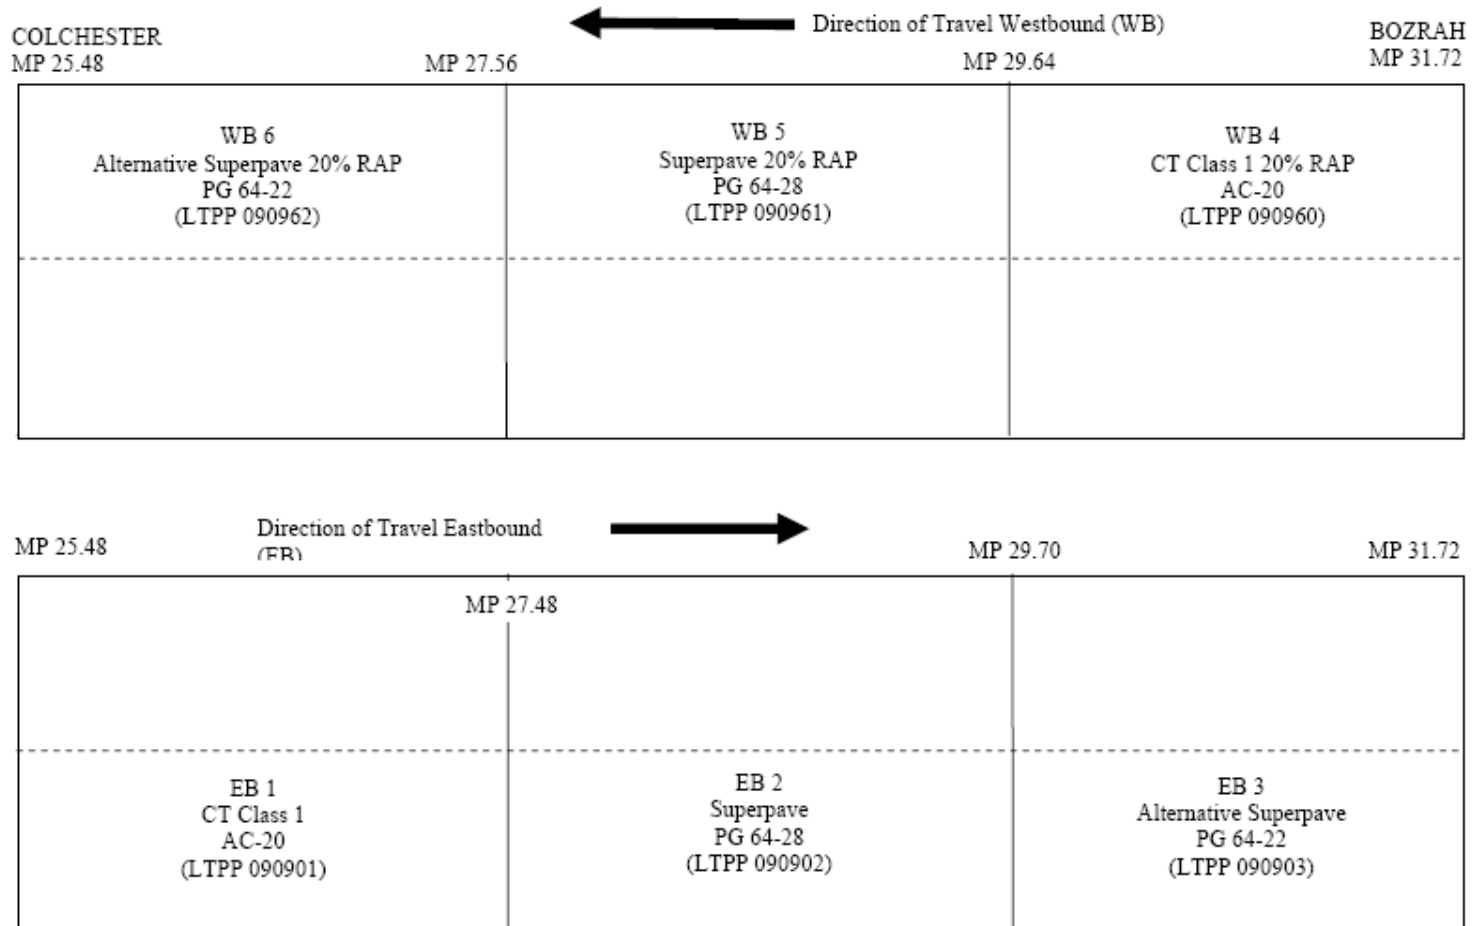 Direction of Travel Westbound (WB)
COLCHESTER
MP 25.48
MP 27.56
MP 29.64
BOZRAH
MP 31.72
WB 6
Alternative Superpave 20% RAP
PG 64-22
(LTPP 090962)
WB 5
Superpave 20% RAP
PG 64-28
(LTPP 090961)
WB 4
CT Class 1 20% RAP
AC-20
(LTPP 090960)
Direction of Travel Eastbound
(EB)
MP 25.48
MP 29.70
MP 31.72
MP 27.48
EB 1
CT Class 1
AC-20
(LTPP 090901)
EB 2
Superpave
PG 64-28
(LTPP 090902)
EB 3
Alternative Superpave
PG 64-22
(LTPP 090903)